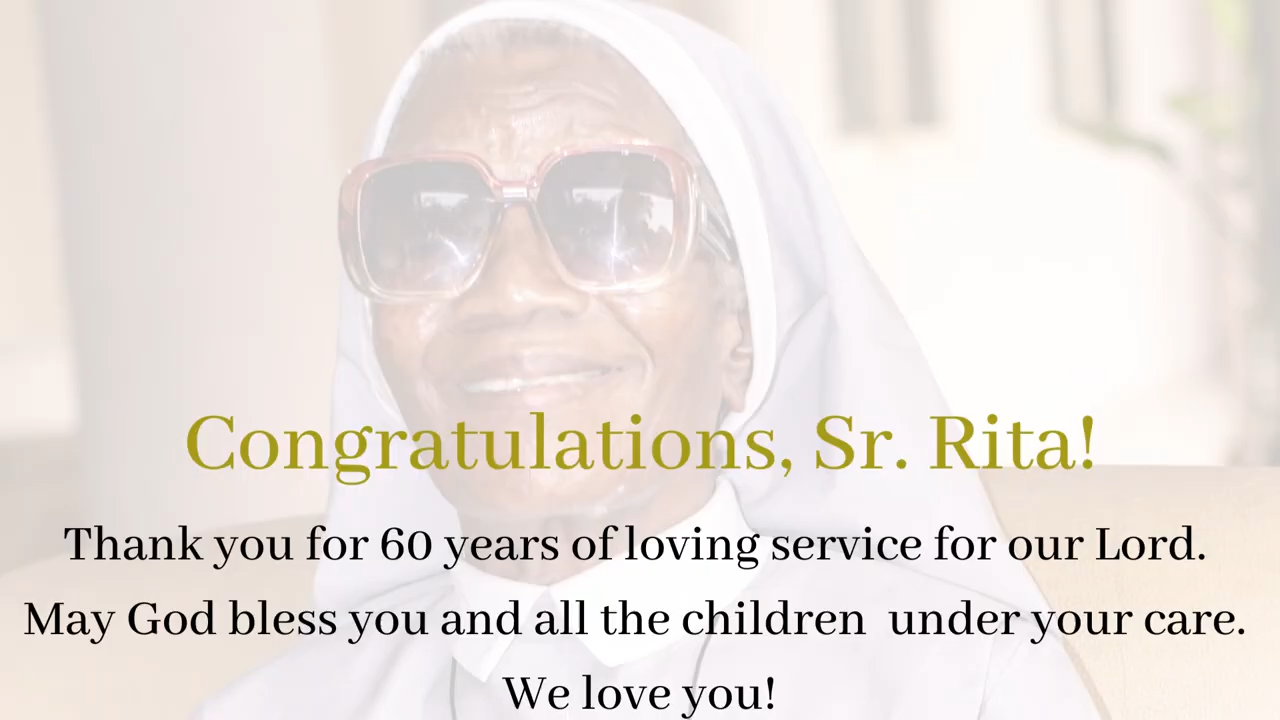 Congratulations, Sr. Rita!
Thank you for 60 years of loving service for our Lord.
May God bless you and all the children under your care.
We love you!